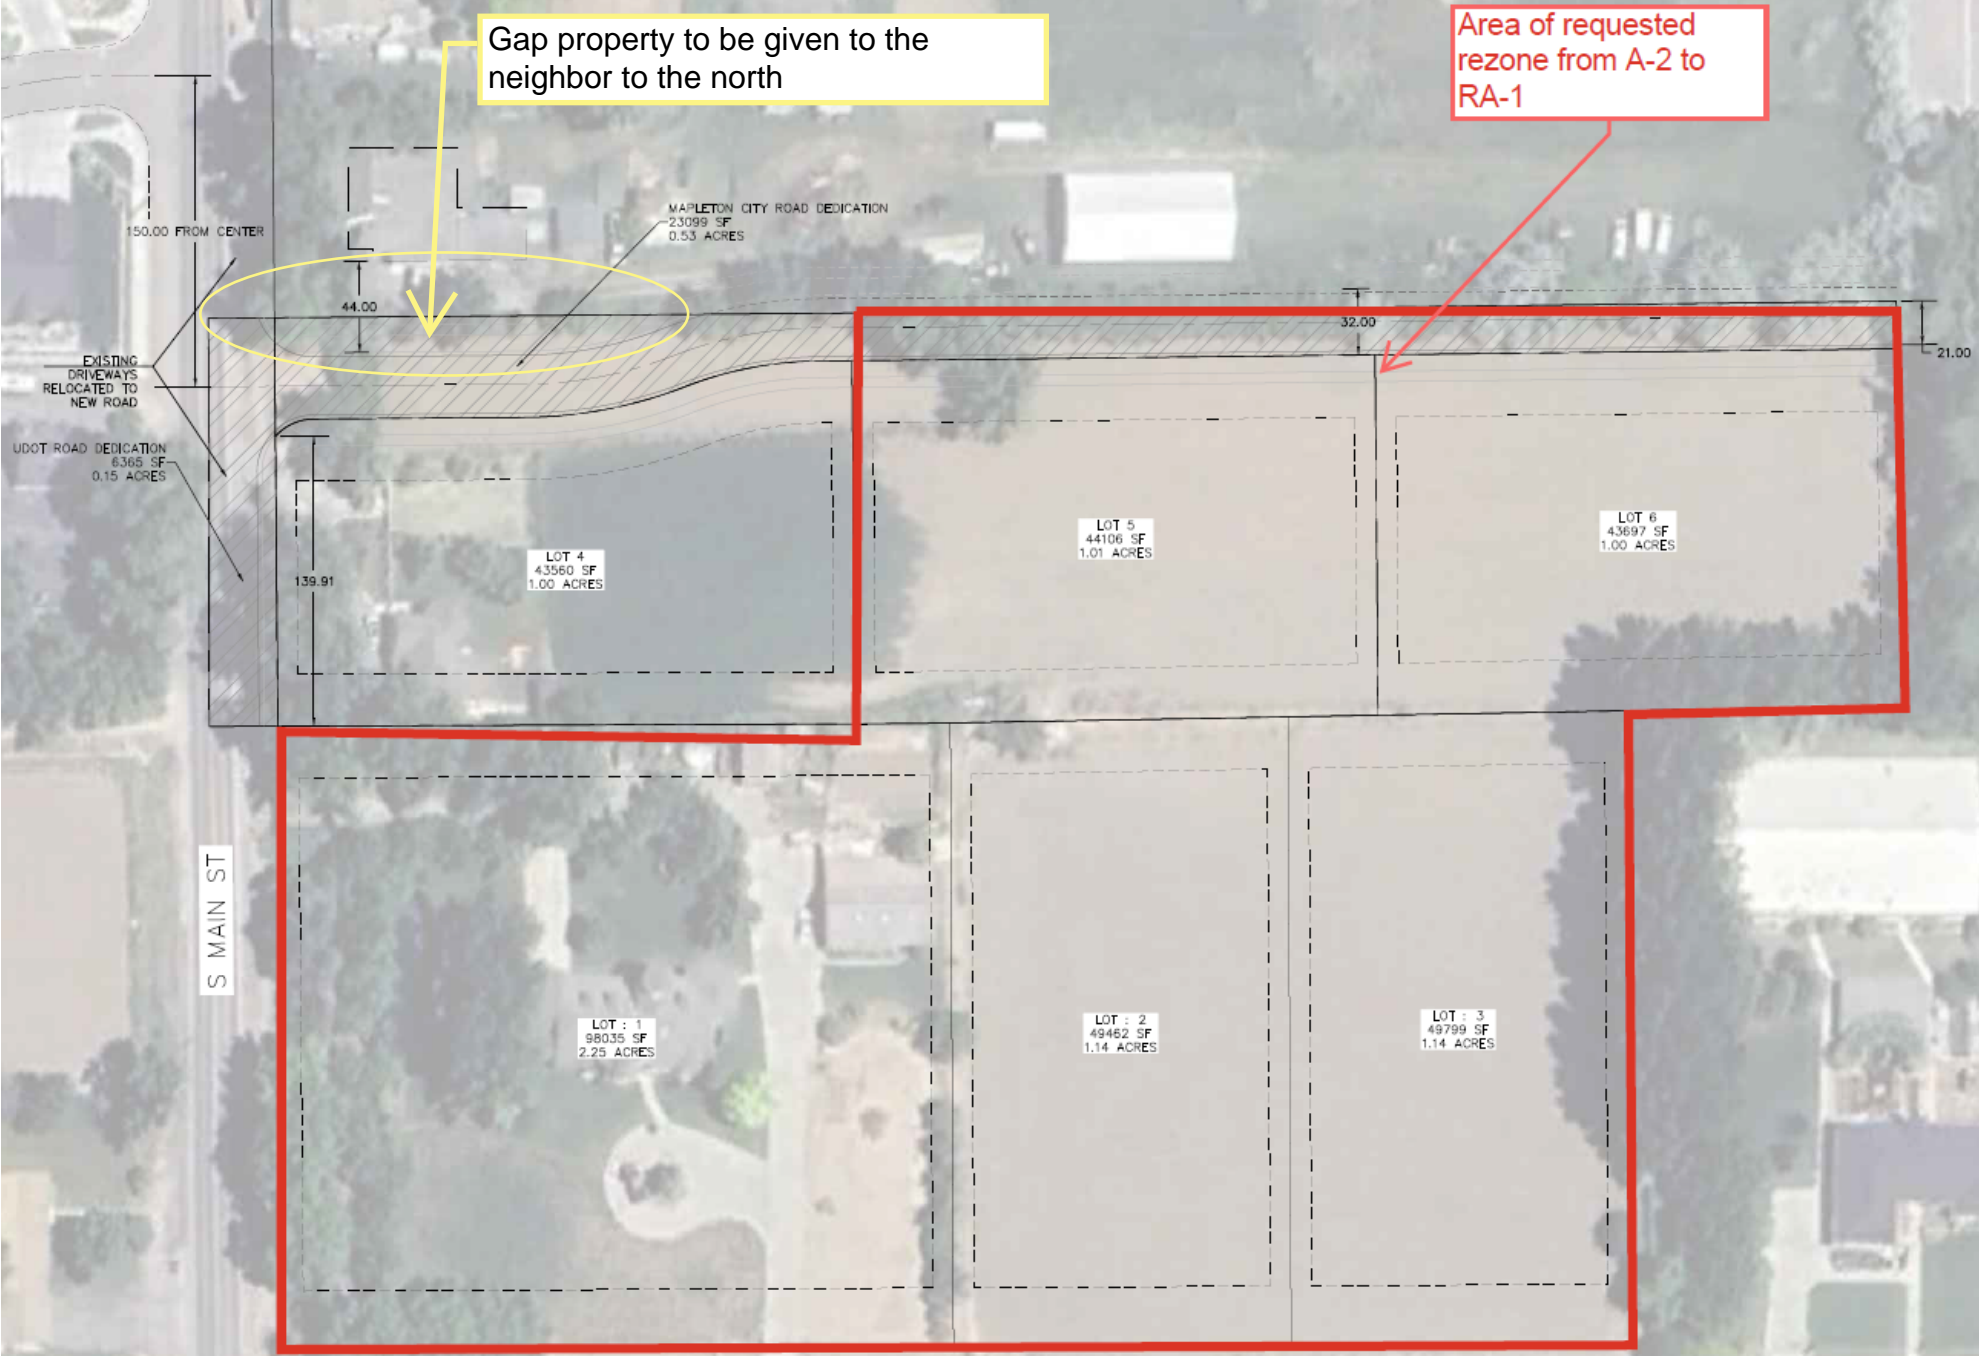 Gap property to be given to the
neighbor to the north
Area of requested
rezone from A-2 to
RA-1
150.00 FROM CENTER
MAPLETON CITY ROAD DEDICATION
23099 SF
0.53 ACRES
44.00
32.00
21.00
EXISTING
DRIVEWAYS
RELOCATED TO
NEW ROAD
UDOT ROAD DEDICATION
6365 SF
0.15 ACRES
139.91
LOT 4
43560 SF
1.00 ACRES
LOT 5
44106 SF
1.01 ACRES
LOT 6
43697 SF
1.00 ACRES
S MAIN ST
LOT : 1
98035 SF
2.25 ACRES
LOT : 2
49462 SF
1.14 ACRES
LOT : 3
49799 SF
1.14 ACRES